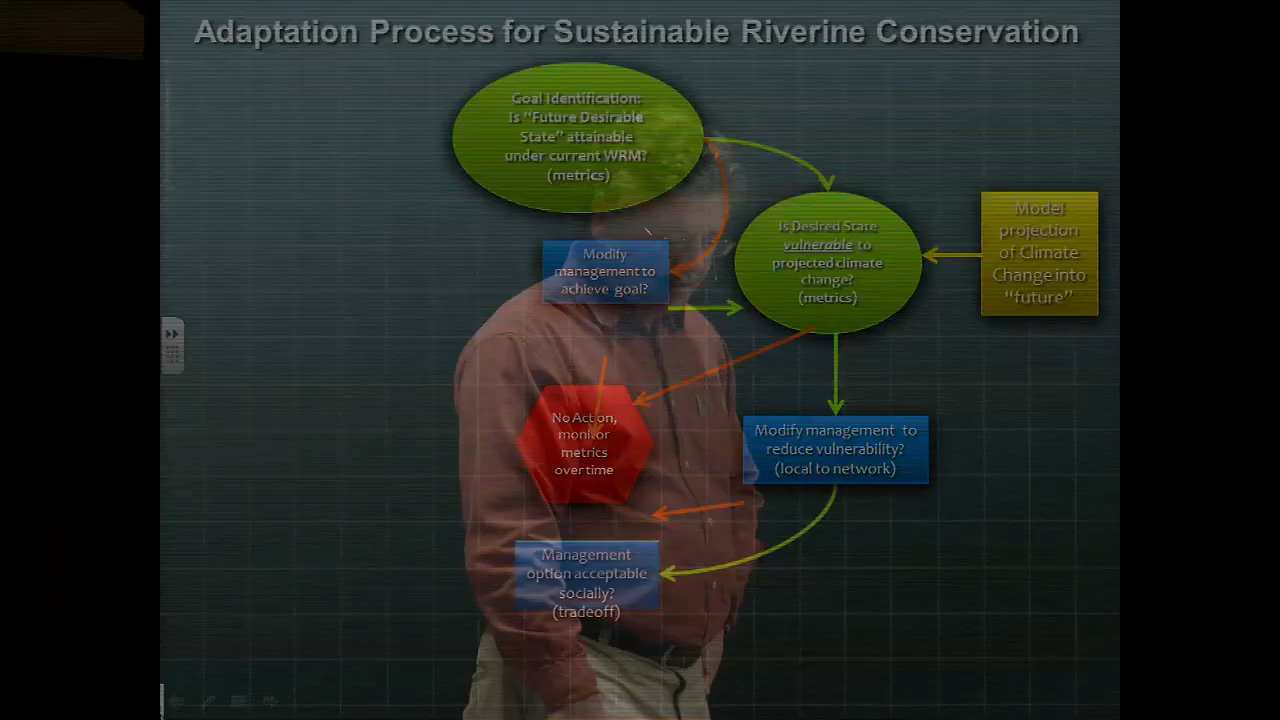 Adaptation Process for Sustainable Riverine Conservation
Goal Identification:
Is “Future Desirable
State” attainable
under current WRM?
(metrics)
Is Desired State
vulnerable to
projected climate
change?
(metrics)
Model
projection
of Climate
Change into
“future”
Modify
management to
achieve goal?
No Action,
monitor
metrics
over time
Modify management to
reduce vulnerability?
(local to network)
Management
option acceptable
socially?
(tradeoff)